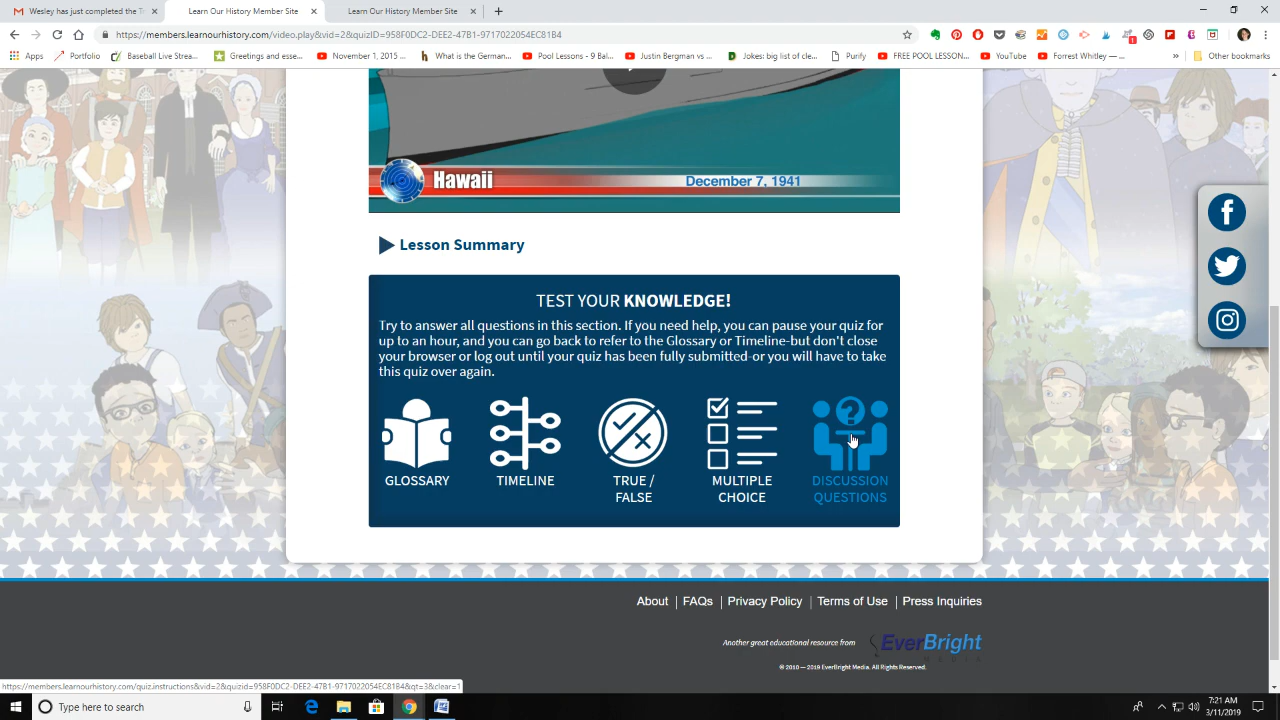 Wesley has just completed the T
Learn Our History Member Site
Learn Our History Member Site
https://members.learnourhistory.com/video.play&vid=2&quizID=958F0DC2-DEE2-47B1-9717022054EC81B4
Apps
Portfolio
Baseball Live Strea...
Greetings and esse...
November 1, 2015 ...
What is the German...
Pool Lessons - 9 Bal...
Justin Bergman vs ...
Jokes: big list of cle...
Purify
FREE POOL LESSON...
YouTube
Forrest Whitley —...
»
Other bookmarks
Hawaii
December 7, 1941
Lesson Summary
TEST YOUR KNOWLEDGE!
Try to answer all questions in this section. If you need help, you can pause your quiz for
up to an hour, and you can go back to refer to the Glossary or Timeline-but don't close
your browser or log out until your quiz has been fully submitted-or you will have to take
this quiz over again.
GLOSSARY
TIMELINE
TRUE /
FALSE
MULTIPLE
CHOICE
DISCUSSION
QUESTIONS
About | FAQs | Privacy Policy | Terms of Use | Press Inquiries
Another great educational resource from
EverBright
MEDIA
© 2010 — 2019 EverBright Media. All Rights Reserved.
https://members.learnourhistory.com/quiz.instructions&vid=2&quizid=958F0DC2-DEE2-47B1-9717022054EC81B4&qt=3&clear=1
Type here to search
7:21 AM
3/11/2019